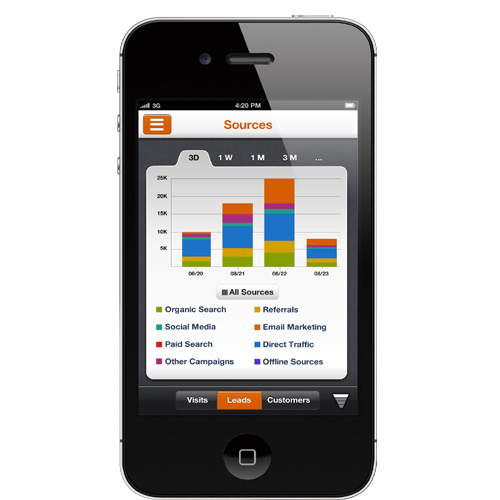 3G 4:20 PM
Sources
3D 1 W 1 M 3 M ...
25K
15K
10K
5K
08/20 08/21 08/22 08/23
All Sources
Organic Search Referrals
Social Media Email Marketing
Paid Search Direct Traffic
Other Campaigns Offline Sources
Visits Leads Customers